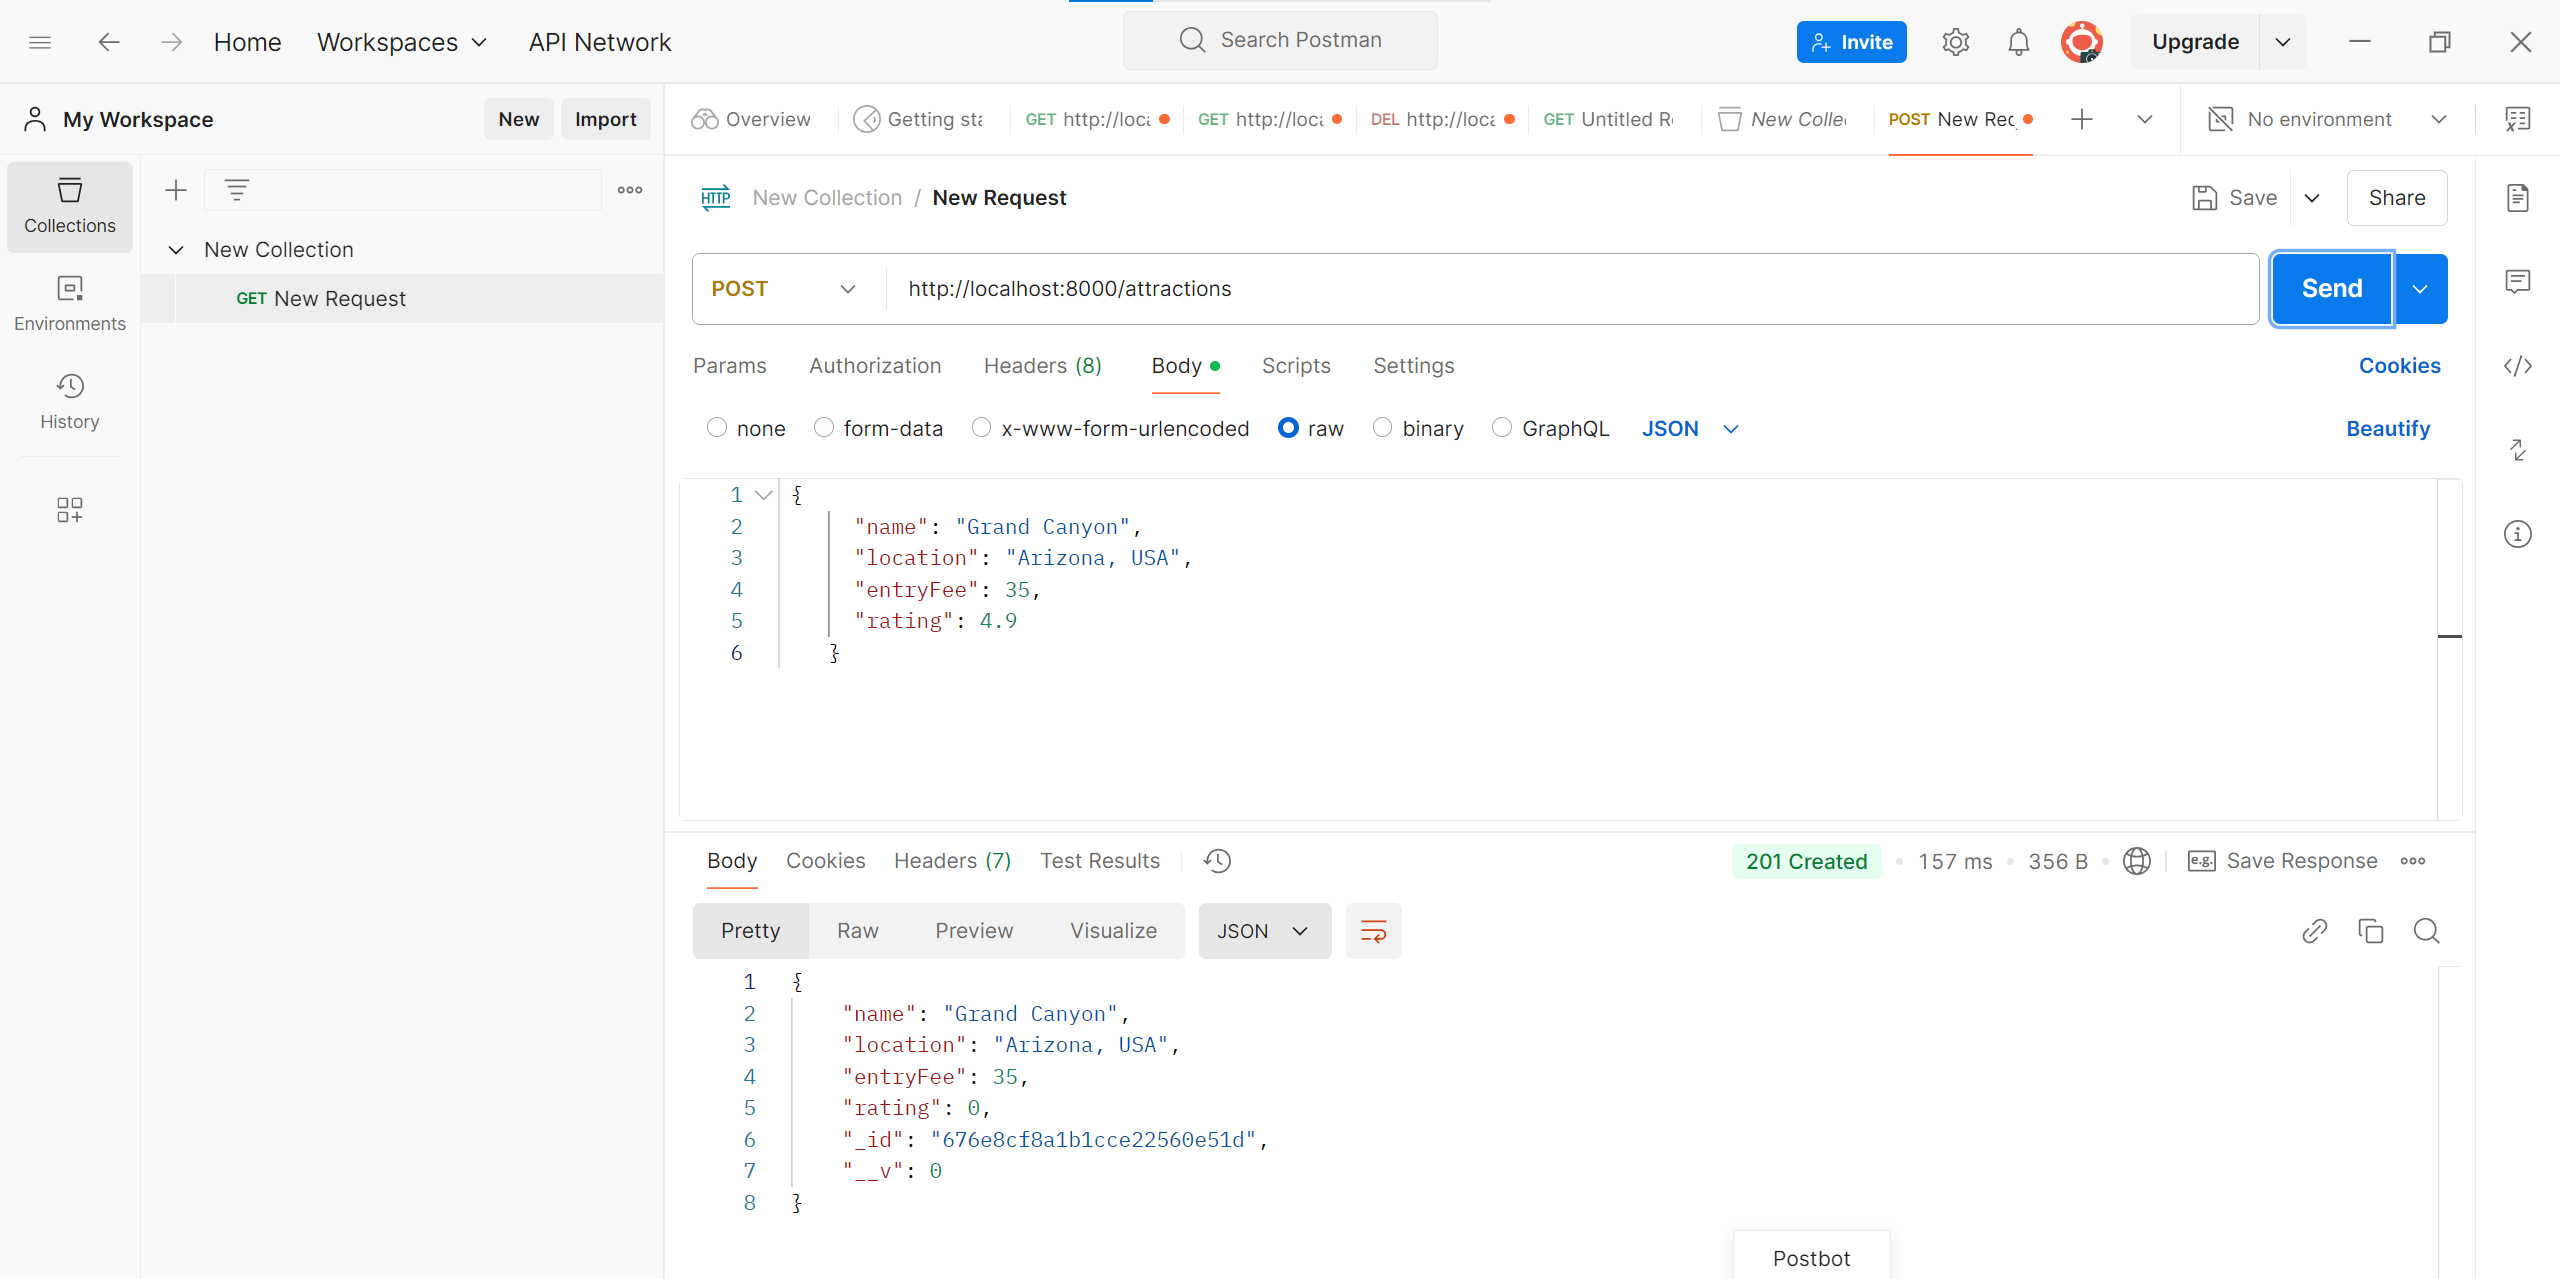 Home Workspaces API Network Search Postman Invite Upgrade
My Workspace New Import Overview Getting sta GET http://loca GET http://loca DEL http://loca GET Untitled Re New Collec POST New Req No environment
Collections
Environments
History
New Collection
GET New Request
HTTP New Collection / New Request Save Share
POST http://localhost:8000/attractions Send
Params Authorization Headers (8) Body Scripts Settings Cookies
none form-data x-www-form-urlencoded raw binary GraphQL JSON Beautify
1 {
2 "name": "Grand Canyon",
3 "location": "Arizona, USA",
4 "entryFee": 35,
5 "rating": 4.9
6 }
Body Cookies Headers (7) Test Results 201 Created 157 ms 356 B e.g. Save Response
Pretty Raw Preview Visualize JSON
1 {
2 "name": "Grand Canyon",
3 "location": "Arizona, USA",
4 "entryFee": 35,
5 "rating": 0,
6 "_id": "676e8cf8a1b1cce22560e51d",
7 "__v": 0
8 }
Postbot